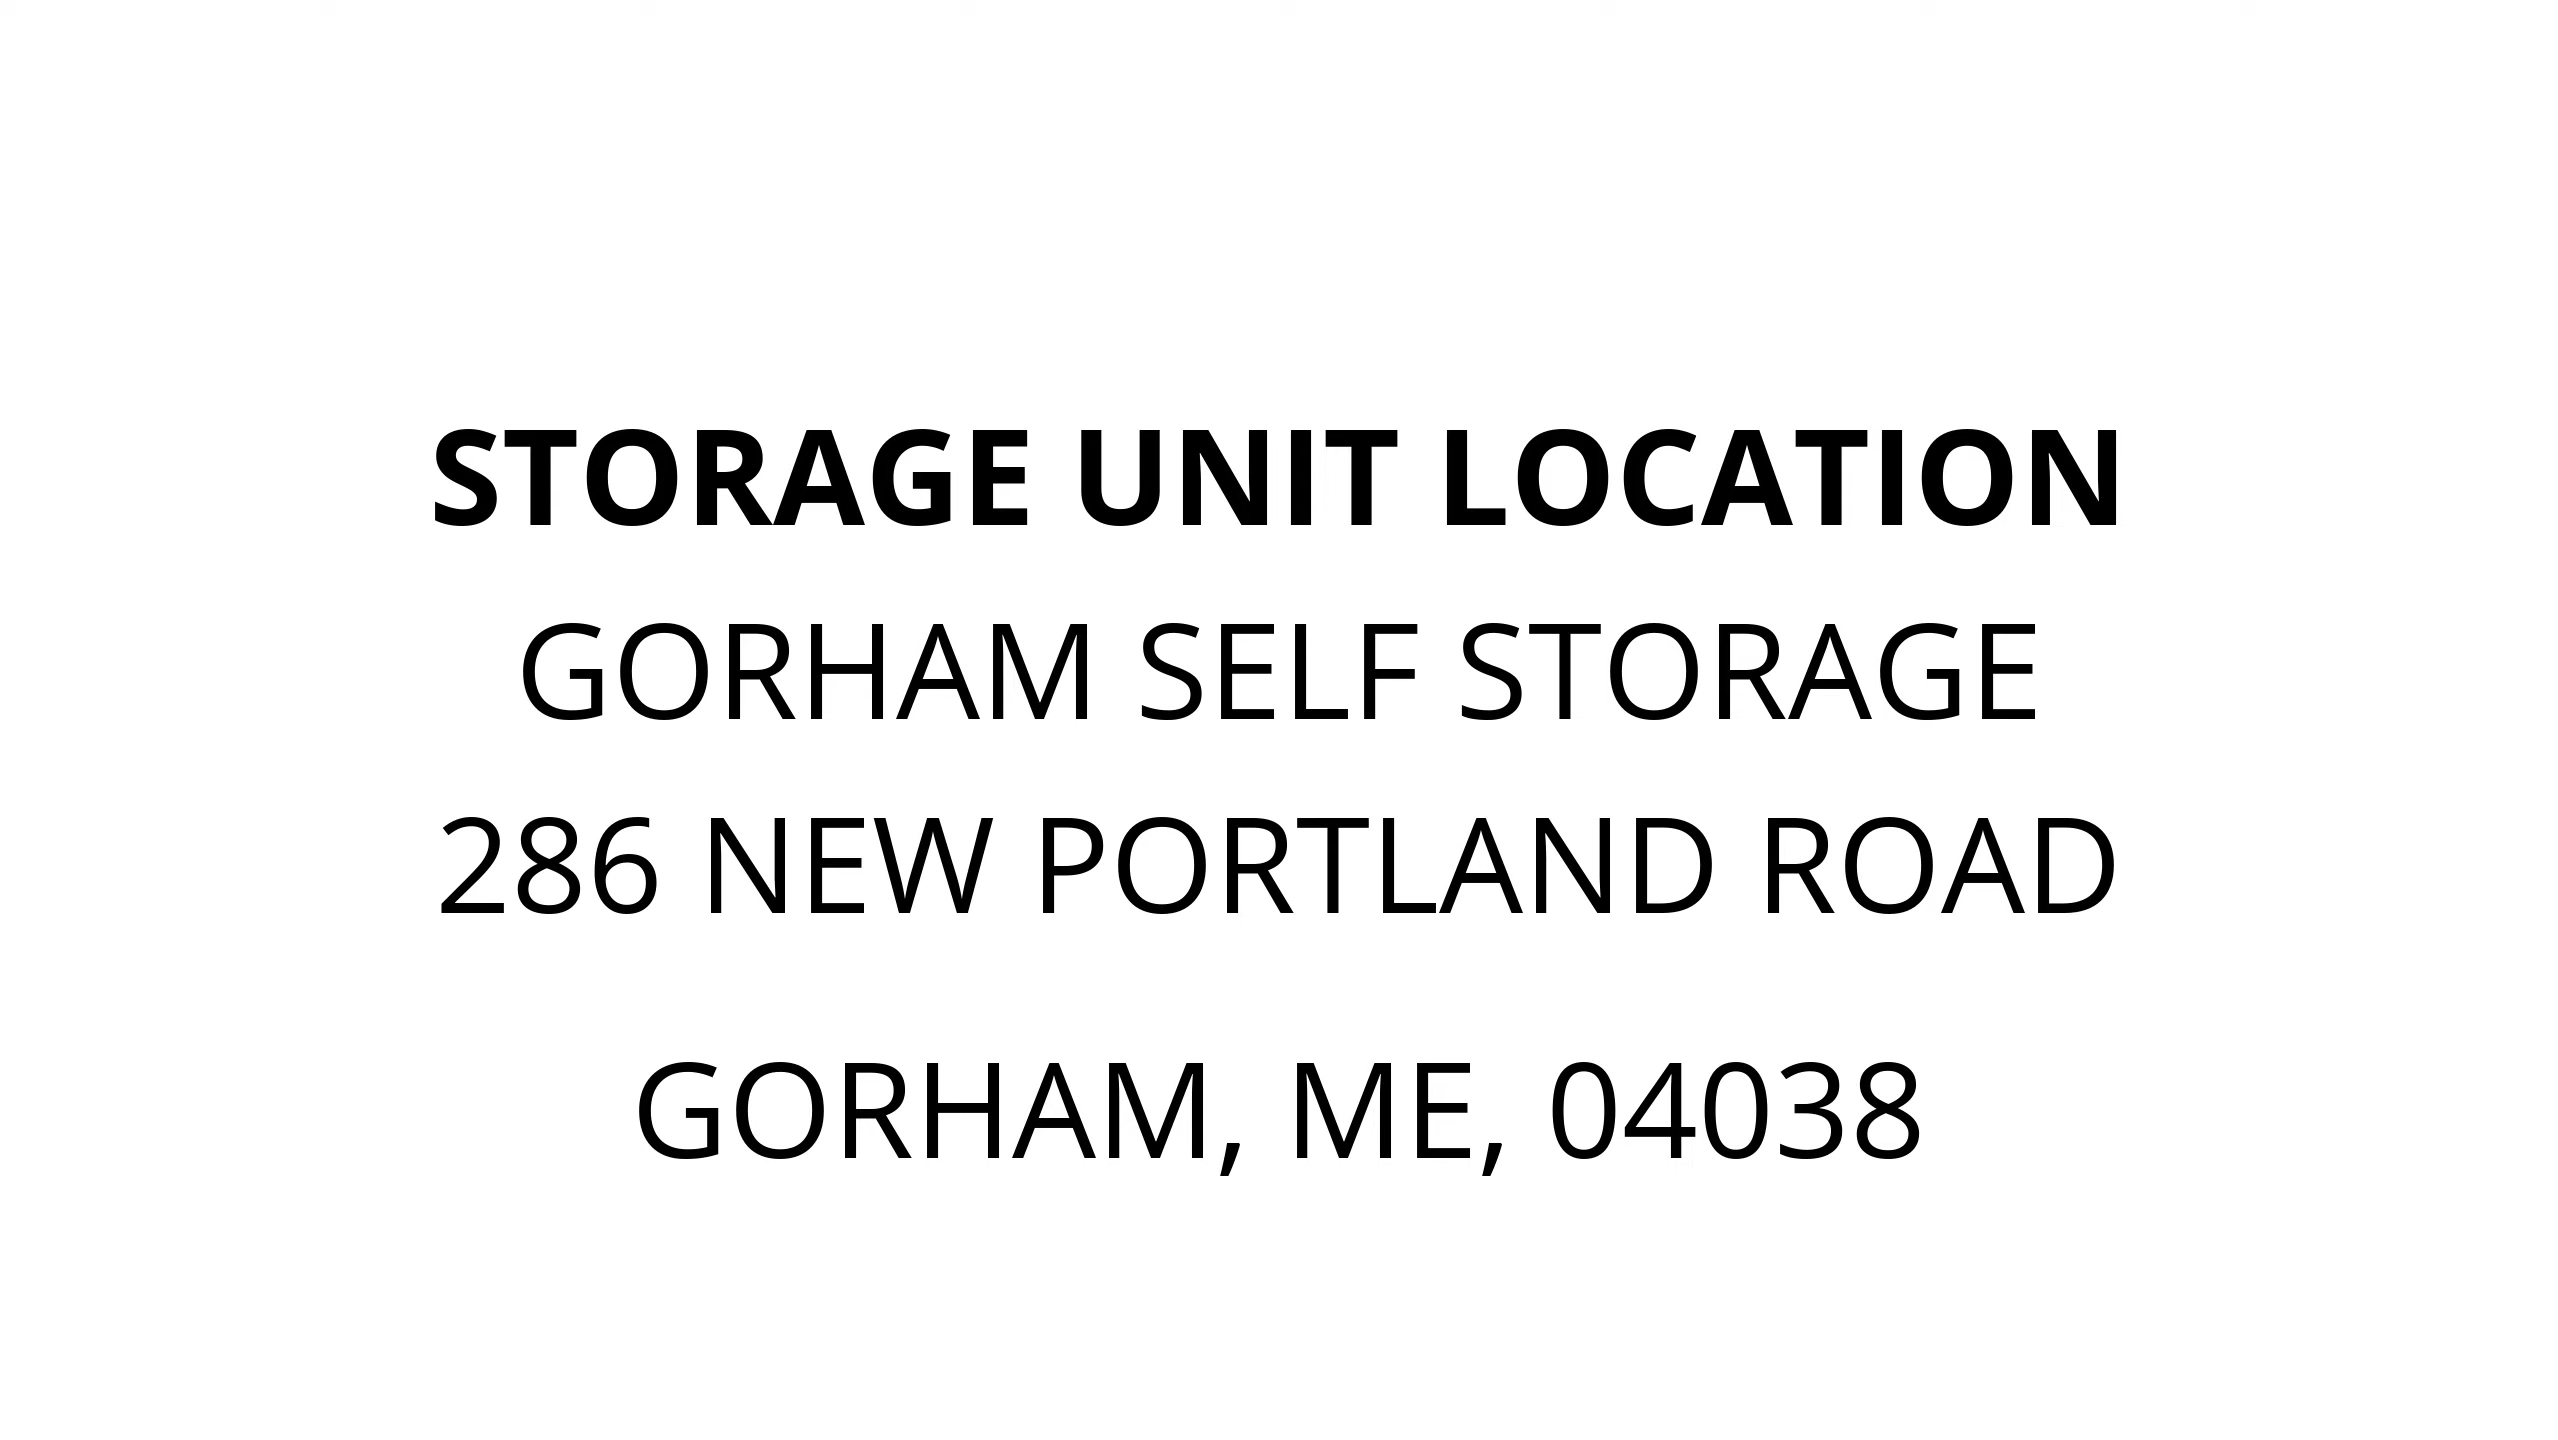 STORAGE UNIT LOCATION
GORHAM SELF STORAGE
286 NEW PORTLAND ROAD
GORHAM, ME, 04038